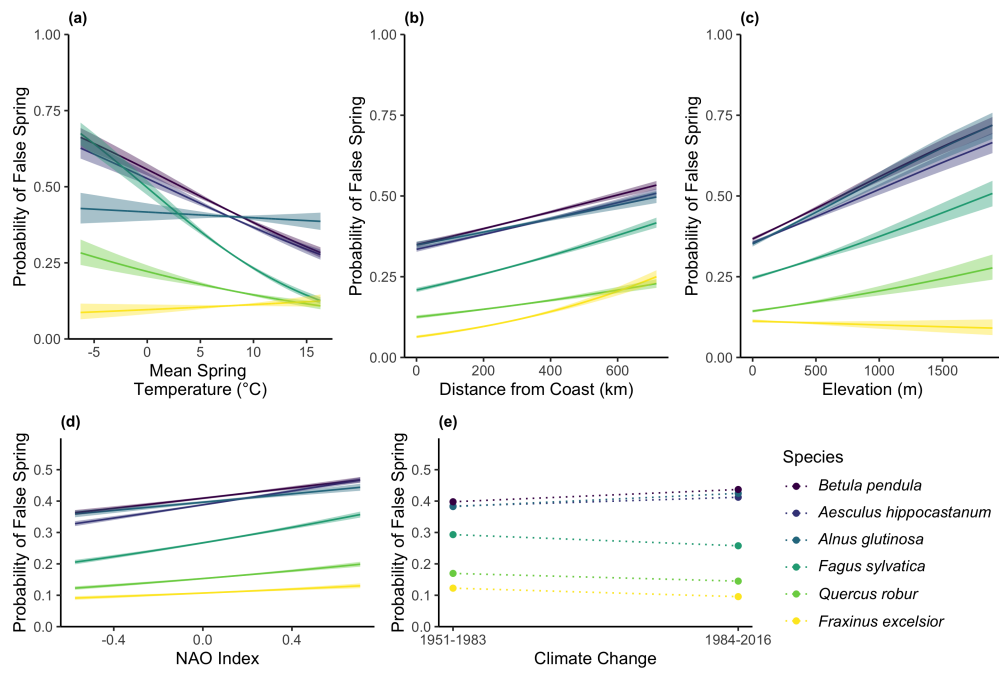 (a)
Probability of False Spring
1.00
0.75
0.50
0.25
0.00
-5
0
5
10
15
Mean Spring
Temperature (°C)
(b)
Probability of False Spring
1.00
0.75
0.50
0.25
0.00
0
200
400
600
Distance from Coast (km)
(c)
Probability of False Spring
1.00
0.75
0.50
0.25
0.00
0
500
1000
1500
Elevation (m)
(d)
Probability of False Spring
0.5
0.4
0.3
0.2
0.1
0.0
-0.4
0.0
0.4
NAO Index
(e)
Probability of False Spring
0.5
0.4
0.3
0.2
0.1
0.0
1951-1983
1984-2016
Climate Change
Species
Betula pendula
Aesculus hippocastanum
Alnus glutinosa
Fagus sylvatica
Quercus robur
Fraxinus excelsior